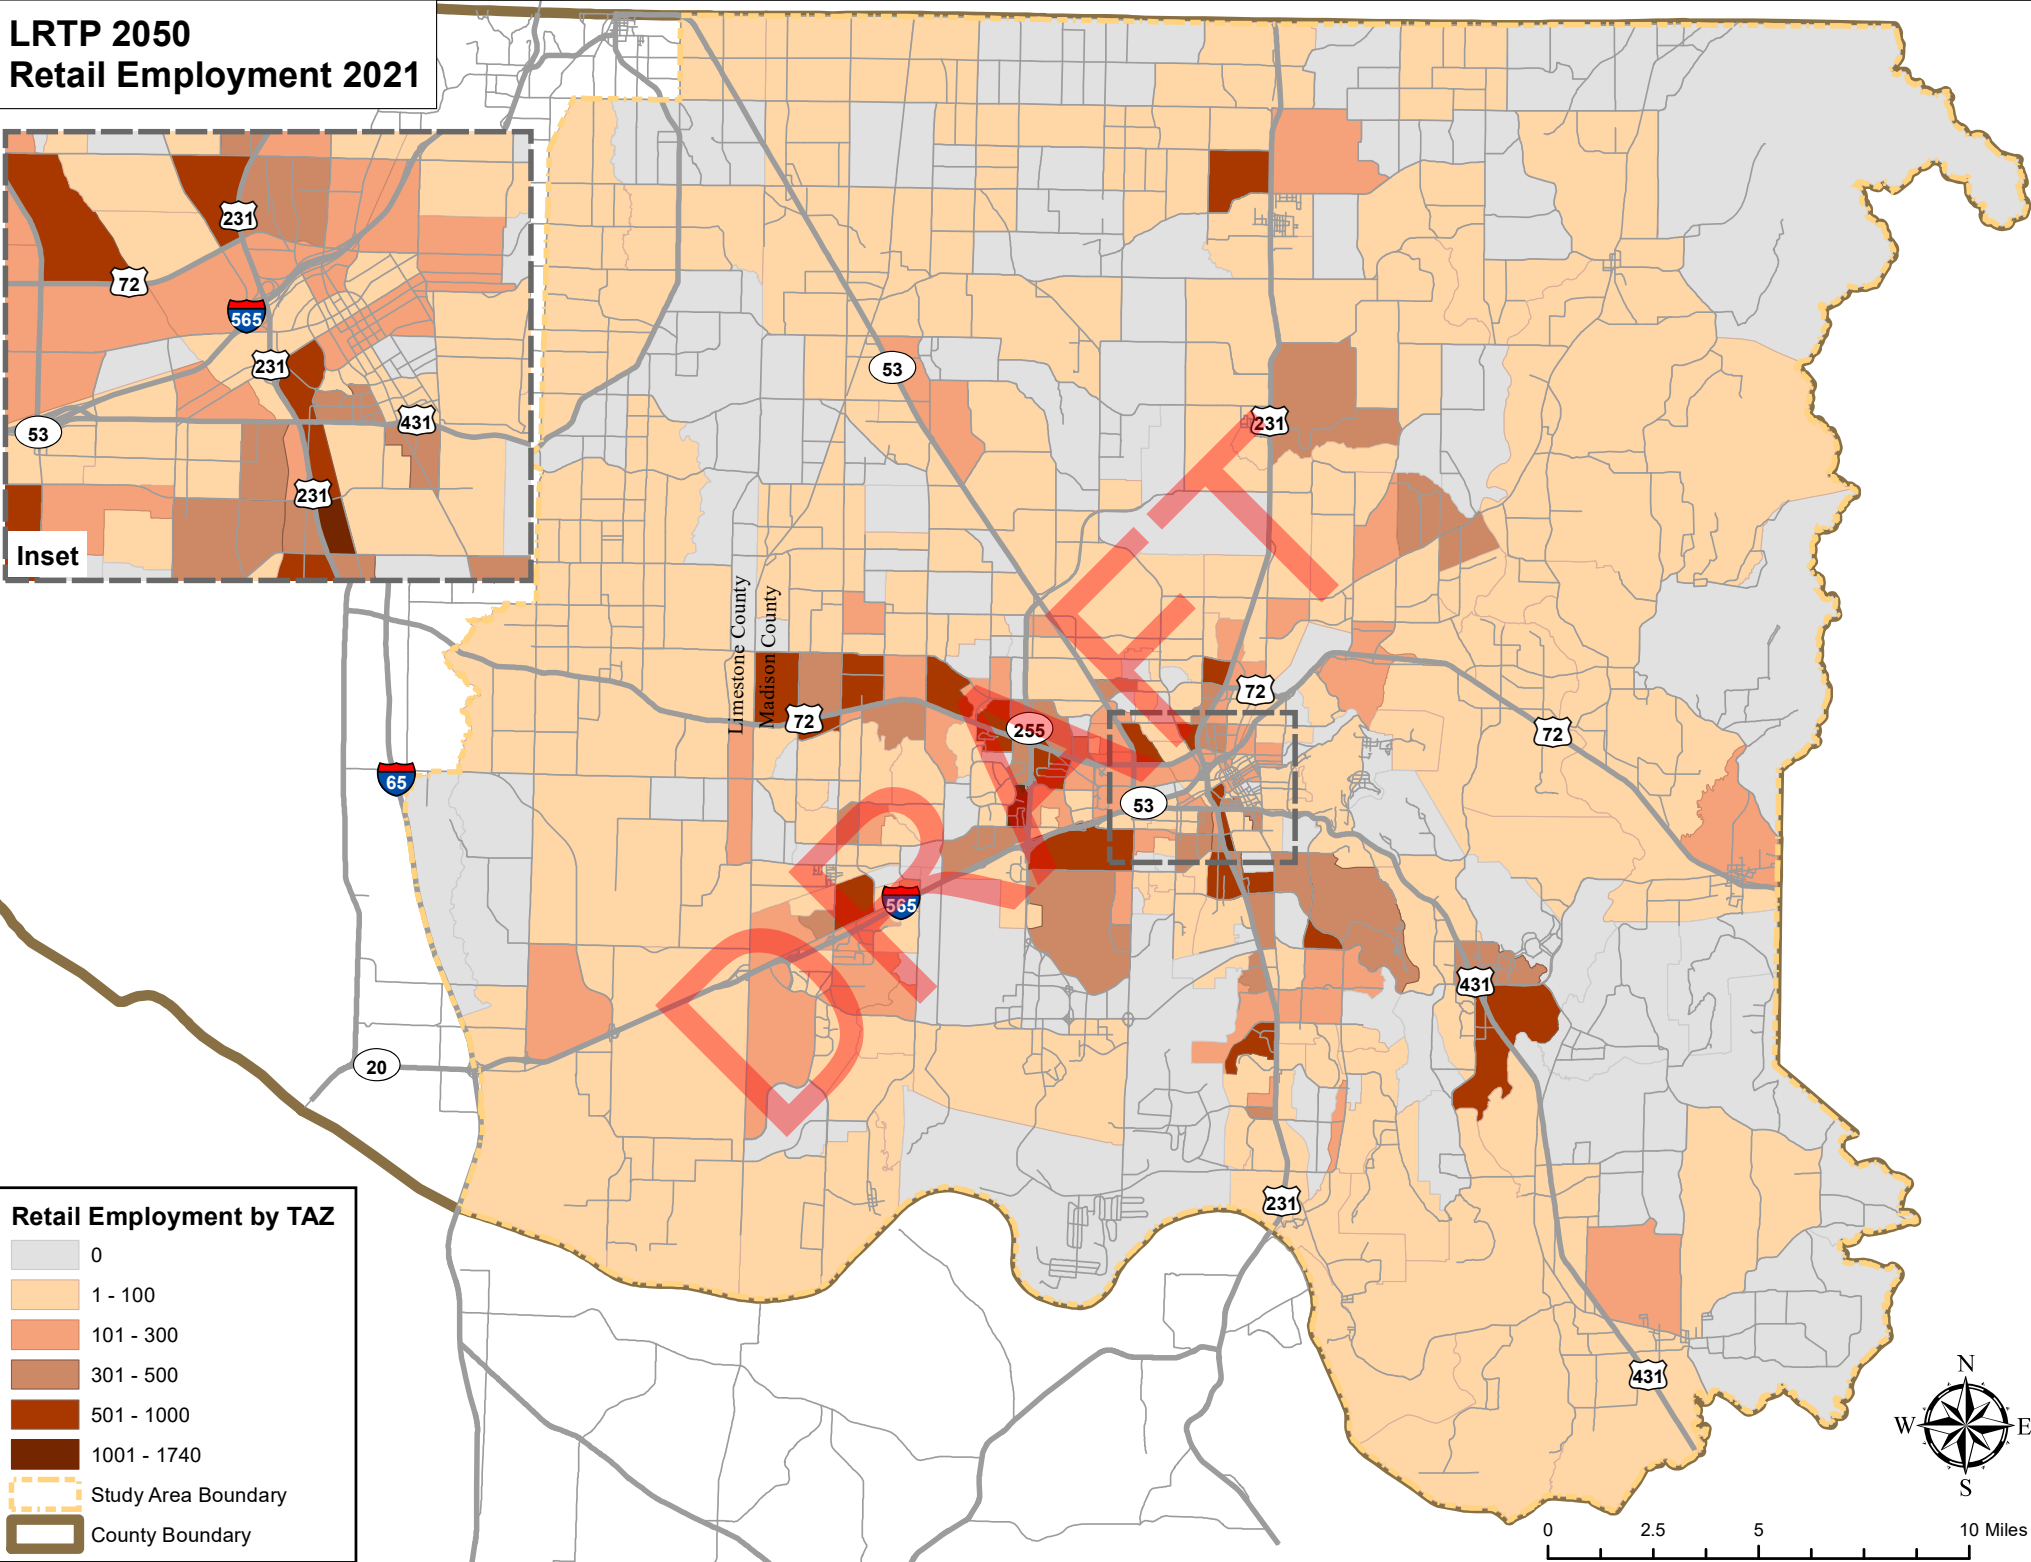 LRTP 2050
Retail Employment 2021
231
72
565
231
53
431
231
Inset
53
231
Limestone County
Madison County
72
72
255
72
65
53
565
431
20
231
431
DRAFT
Retail Employment by TAZ
0
1 - 100
101 - 300
301 - 500
501 - 1000
1001 - 1740
Study Area Boundary
County Boundary
N
W
E
S
0
2.5
5
10 Miles